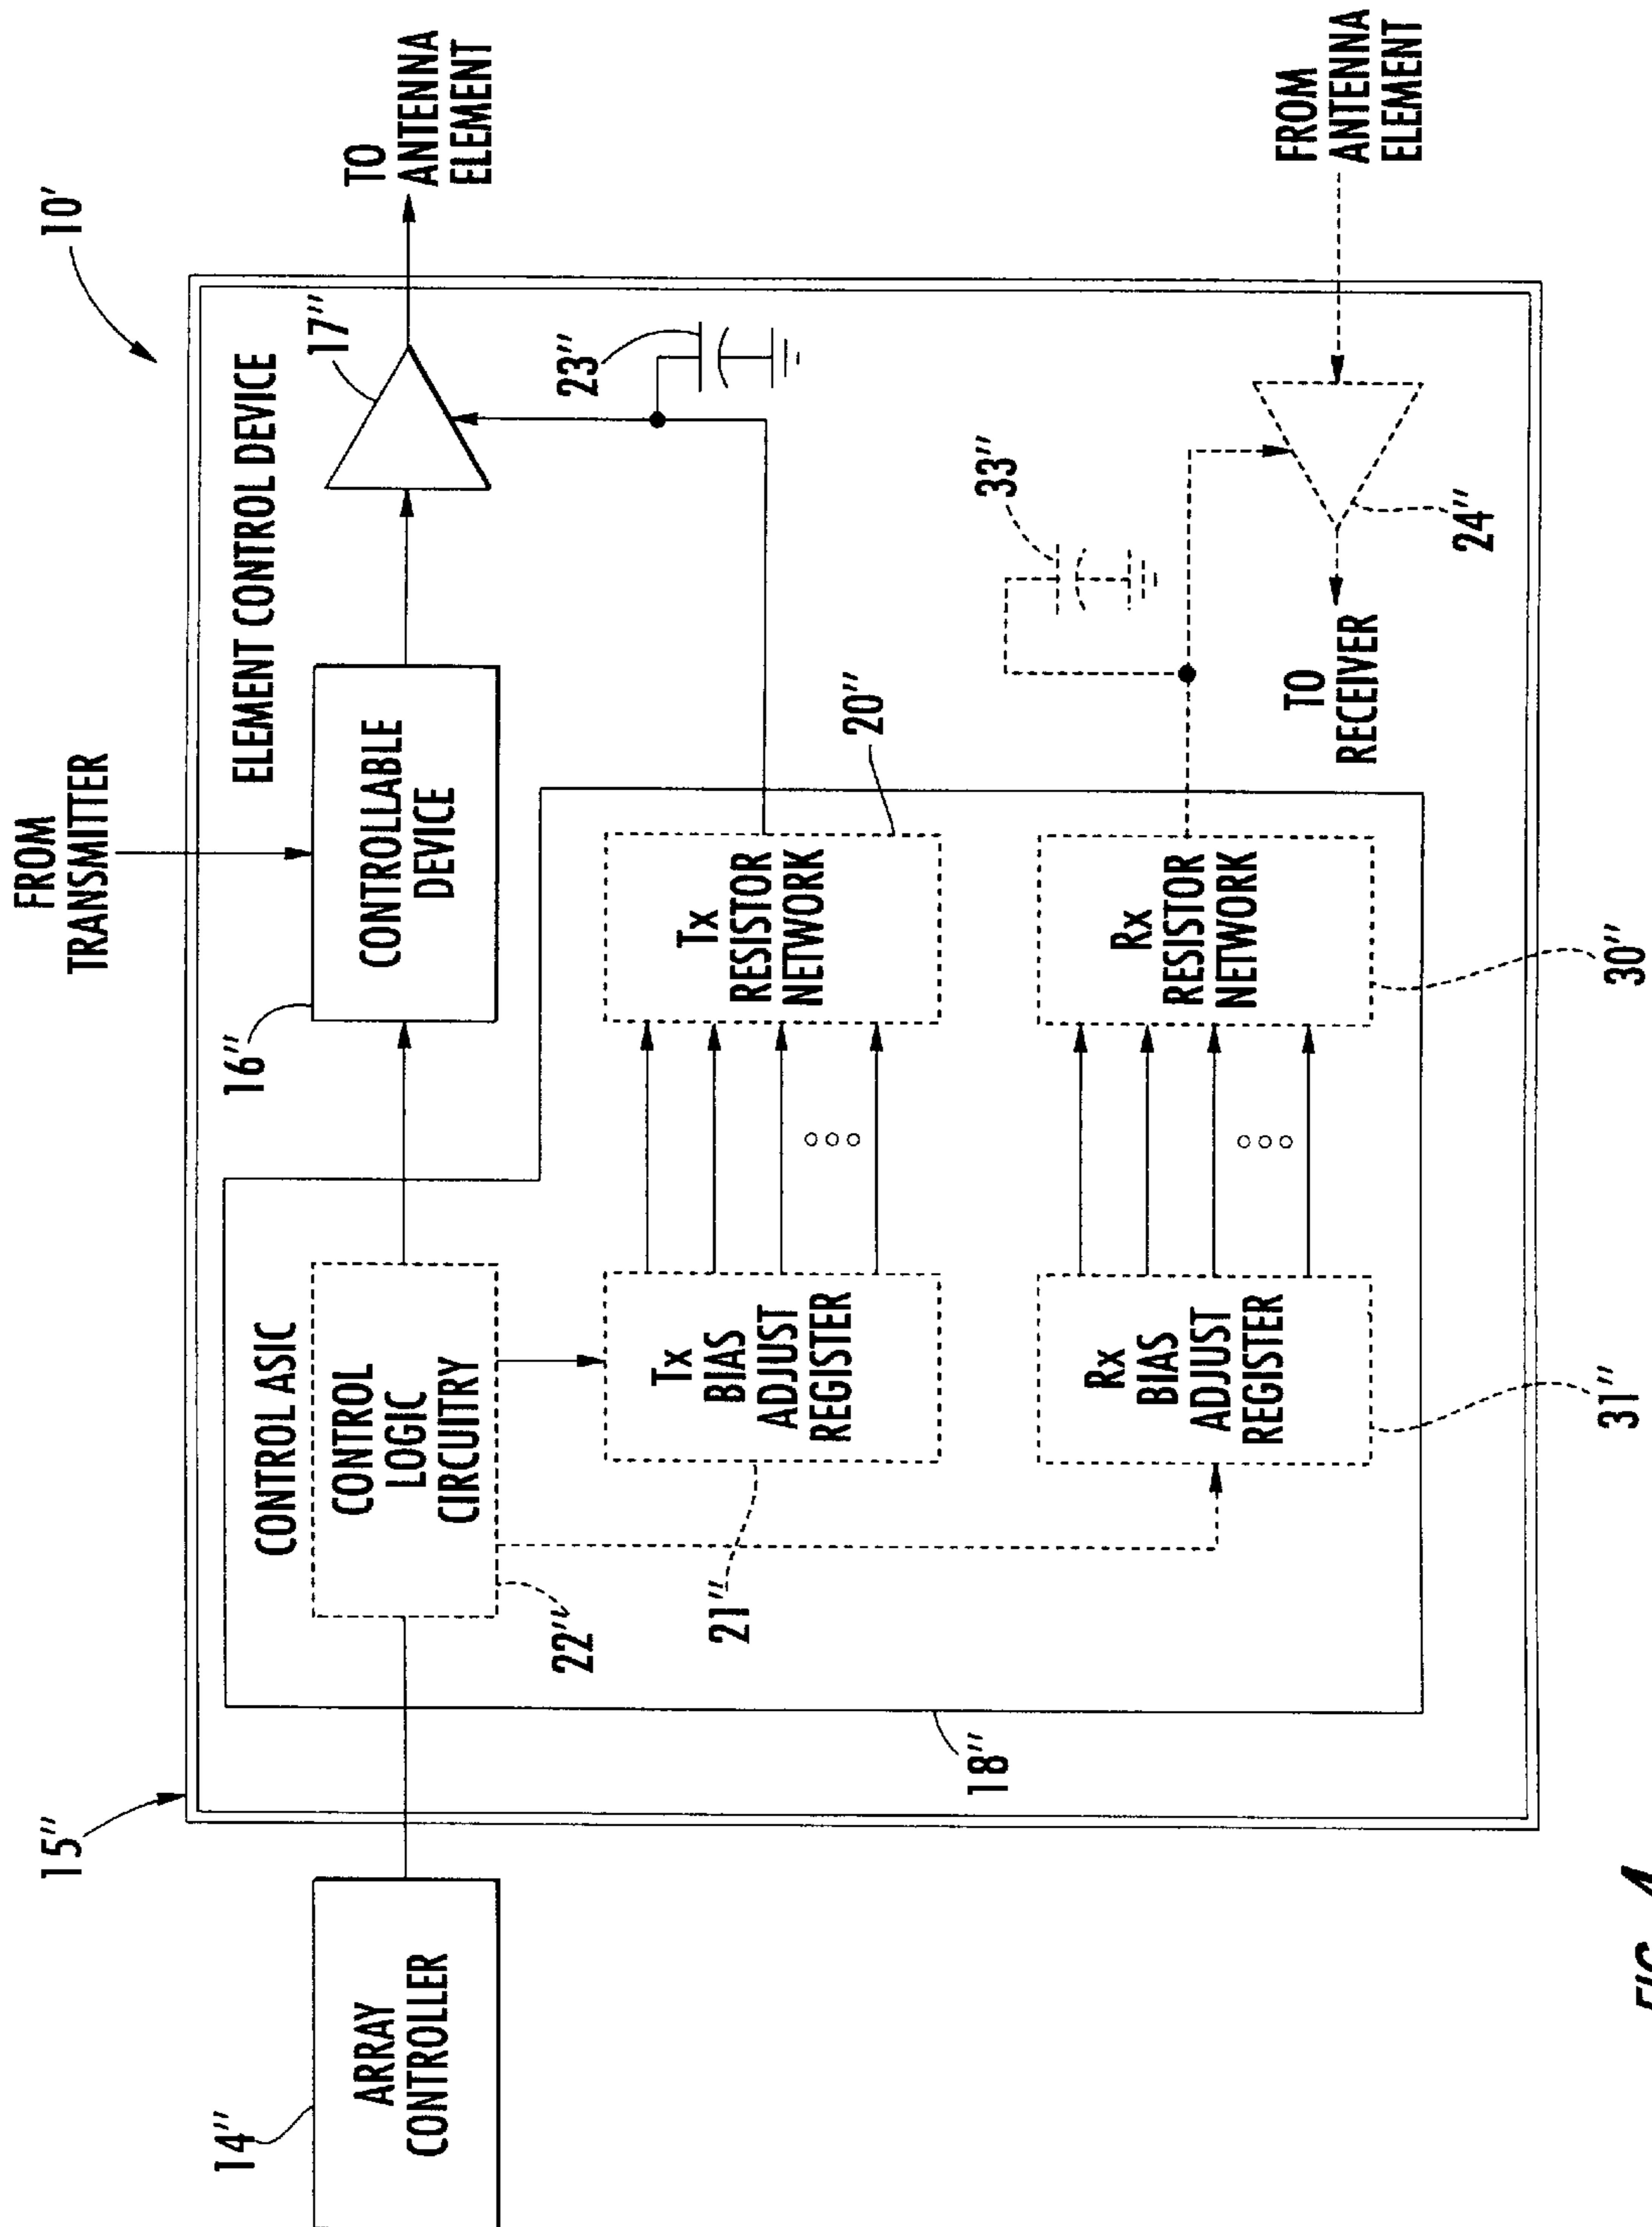 10′
15″
FROM
TRANSMITTER
14″
ARRAY
CONTROLLER
ELEMENT CONTROL DEVICE
CONTROL ASIC
CONTROL
LOGIC
CIRCUITRY
22″
16″
CONTROLLABLE
DEVICE
17″
TO
ANTENNA
ELEMENT
23″
Tx
BIAS
ADJUST
REGISTER
21″
Tx
RESISTOR
NETWORK
20″
18″
Rx
BIAS
ADJUST
REGISTER
31″
Rx
RESISTOR
NETWORK
30″
33″
24″
TO
RECEIVER
FROM
ANTENNA
ELEMENT
FIG. 4